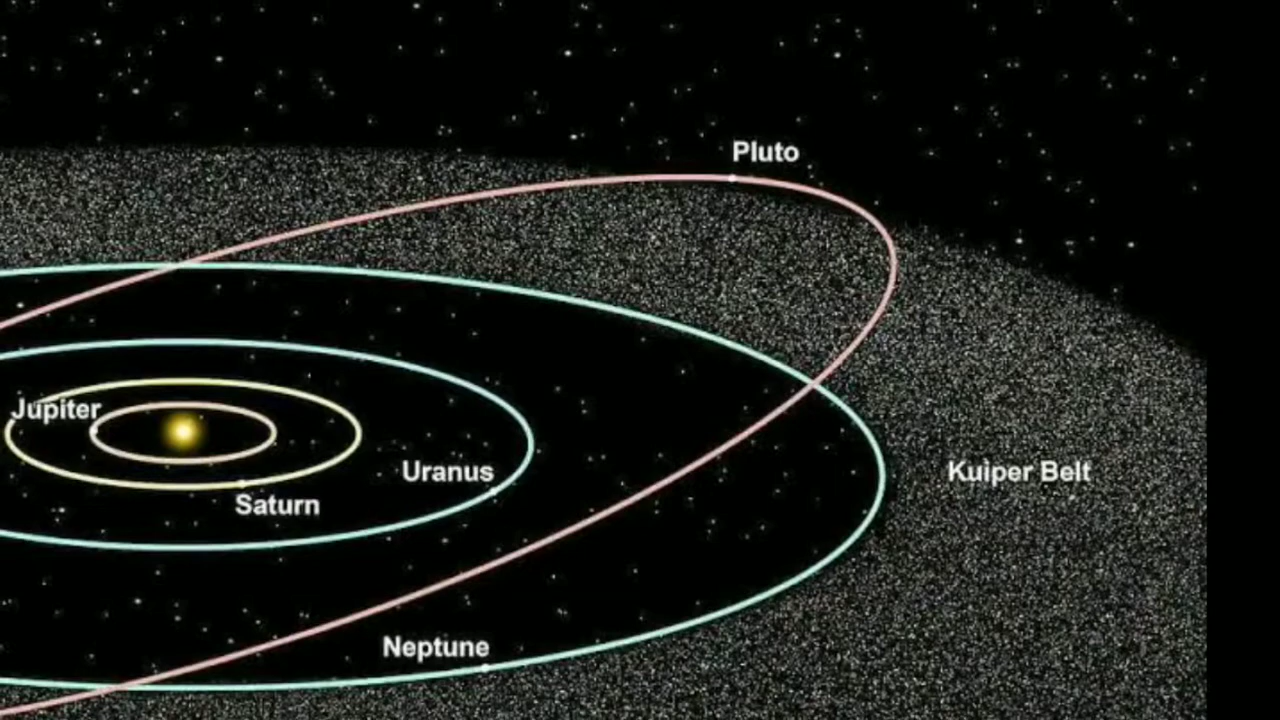 Pluto
Jupiter
Uranus
Kuiper Belt
Saturn
Neptune